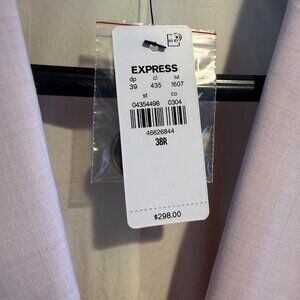 EXPRESS
dp cl sz
39 435 1607
st co
04354498 0304
46626844
38R
$298.00